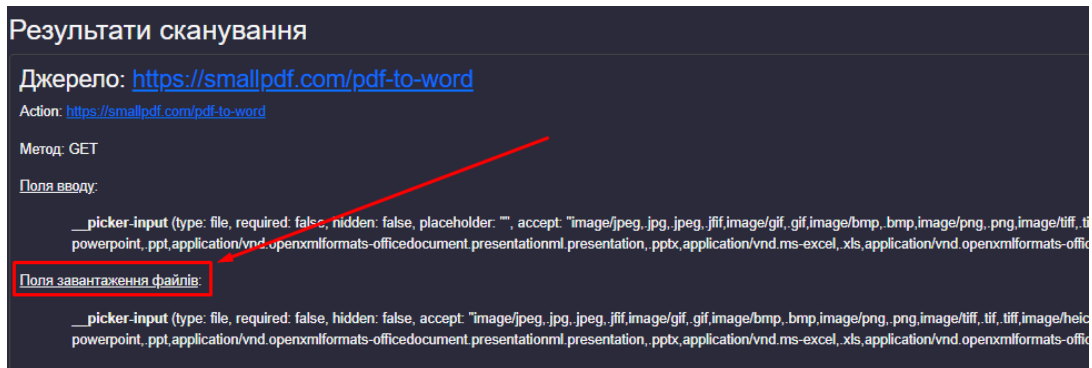 Результати сканування
Джерело: https://smallpdf.com/pdf-to-word
Action: https://smallpdf.com/pdf-to-word
Метод: GET
Поля вводу:
__picker-input (type: file, required: false, hidden: false, placeholder: "", accept: "image/jpeg,.jpg,.jpeg,.jfif,image/gif,.gif,image/bmp,.bmp,image/png,.png,image/tiff,.ti
powerpoint,.ppt,application/vnd.openxmlformats-officedocument.presentationml.presentation,.pptx,application/vnd.ms-excel,.xls,application/vnd.openxmlformats-offic
Поля завантаження файлів:
__picker-input (type: file, required: false, hidden: false, accept: "image/jpeg,.jpg,.jpeg,.jfif,image/gif,.gif,image/bmp,.bmp,image/png,.png,image/tiff,.tif,.tiff,image/heic
powerpoint,.ppt,application/vnd.openxmlformats-officedocument.presentationml.presentation,.pptx,application/vnd.ms-excel,.xls,application/vnd.openxmlformats-offic